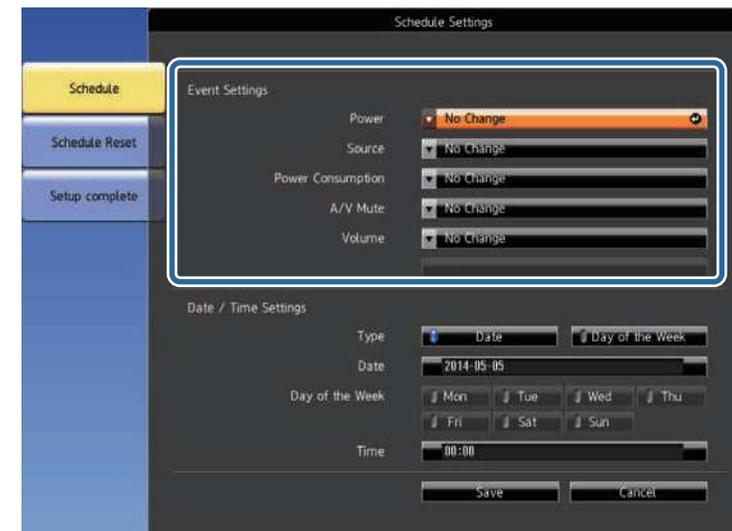 Schedule Settings
Schedule
Schedule Reset
Setup complete
Event Settings
Power No Change
Source No Change
Power Consumption No Change
A/V Mute No Change
Volume No Change
Date / Time Settings
Type Date Day of the Week
Date 2014-05-05
Day of the Week Mon Tue Wed Thu
Fri Sat Sun
Time 00:00
Save Cancel